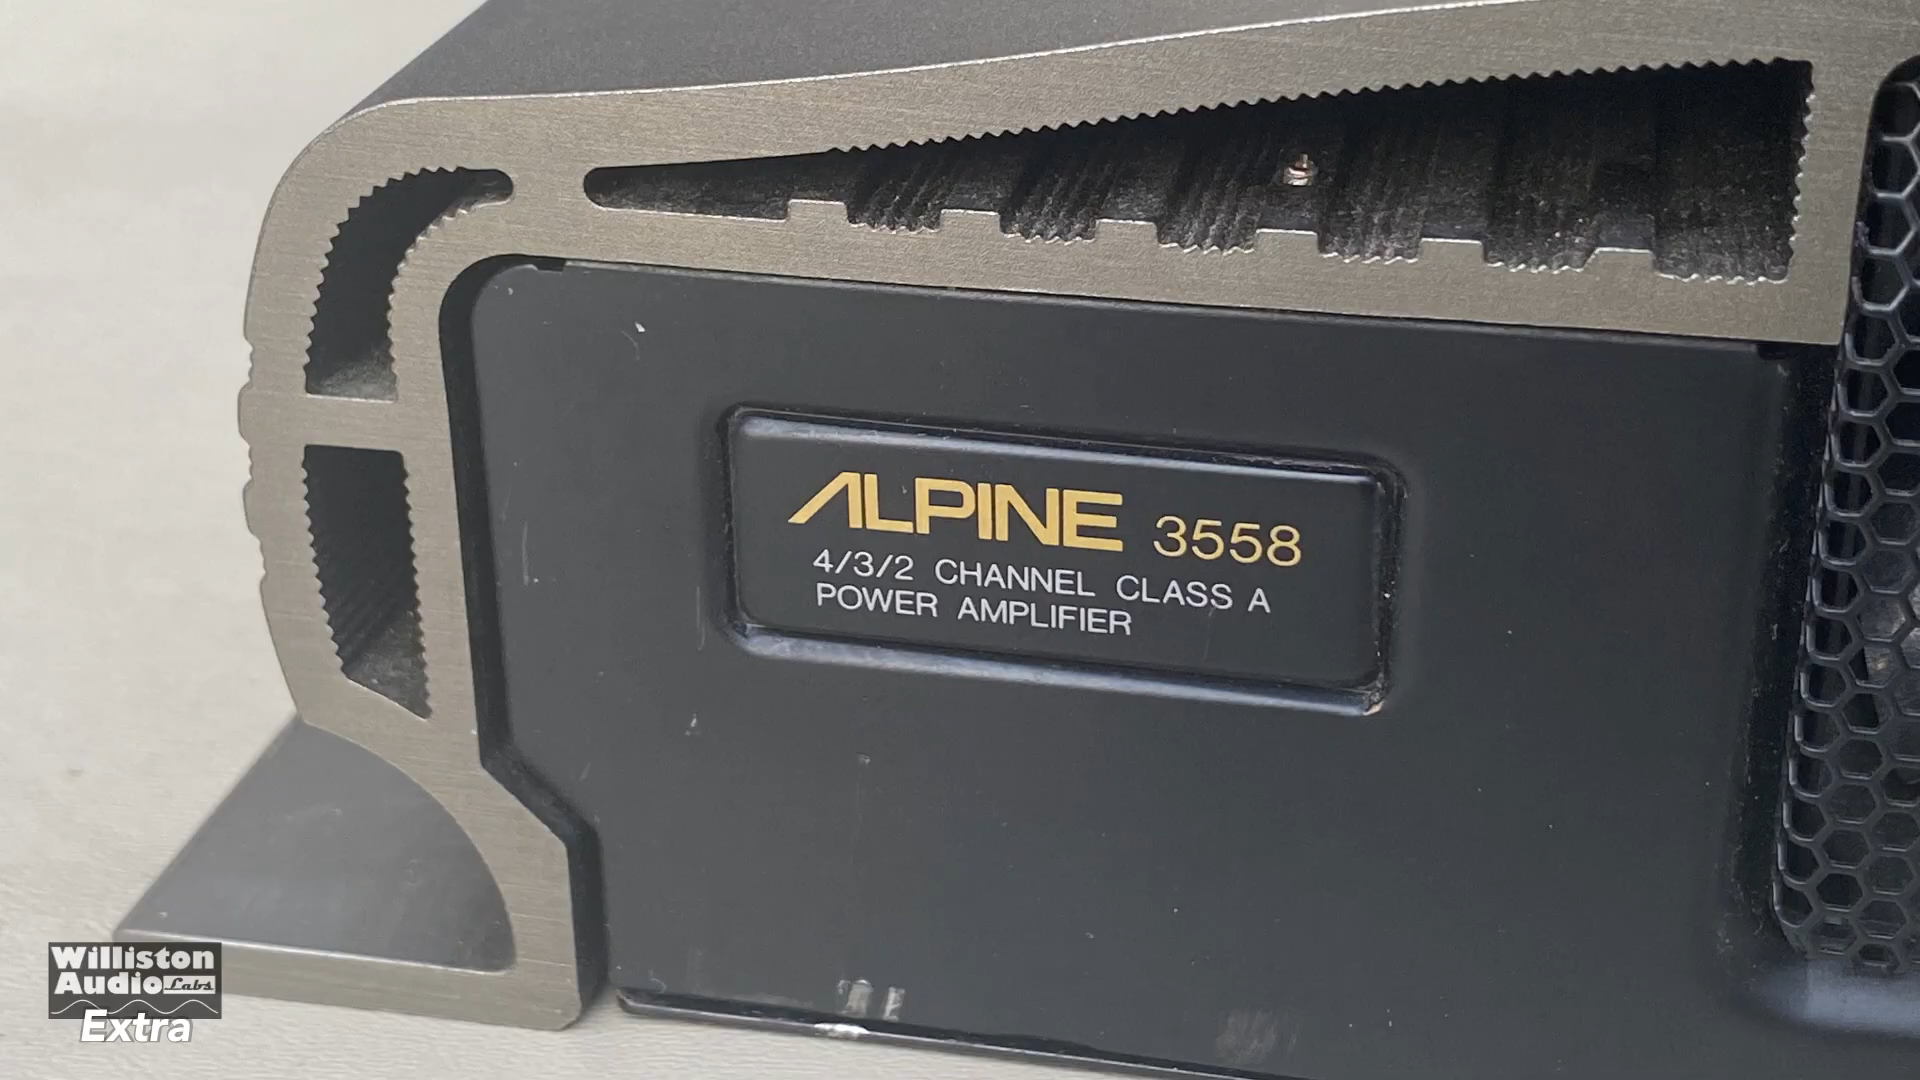 ALPINE 3558
4/3/2 CHANNEL CLASS A
POWER AMPLIFIER
Williston
Audio Labs
Extra